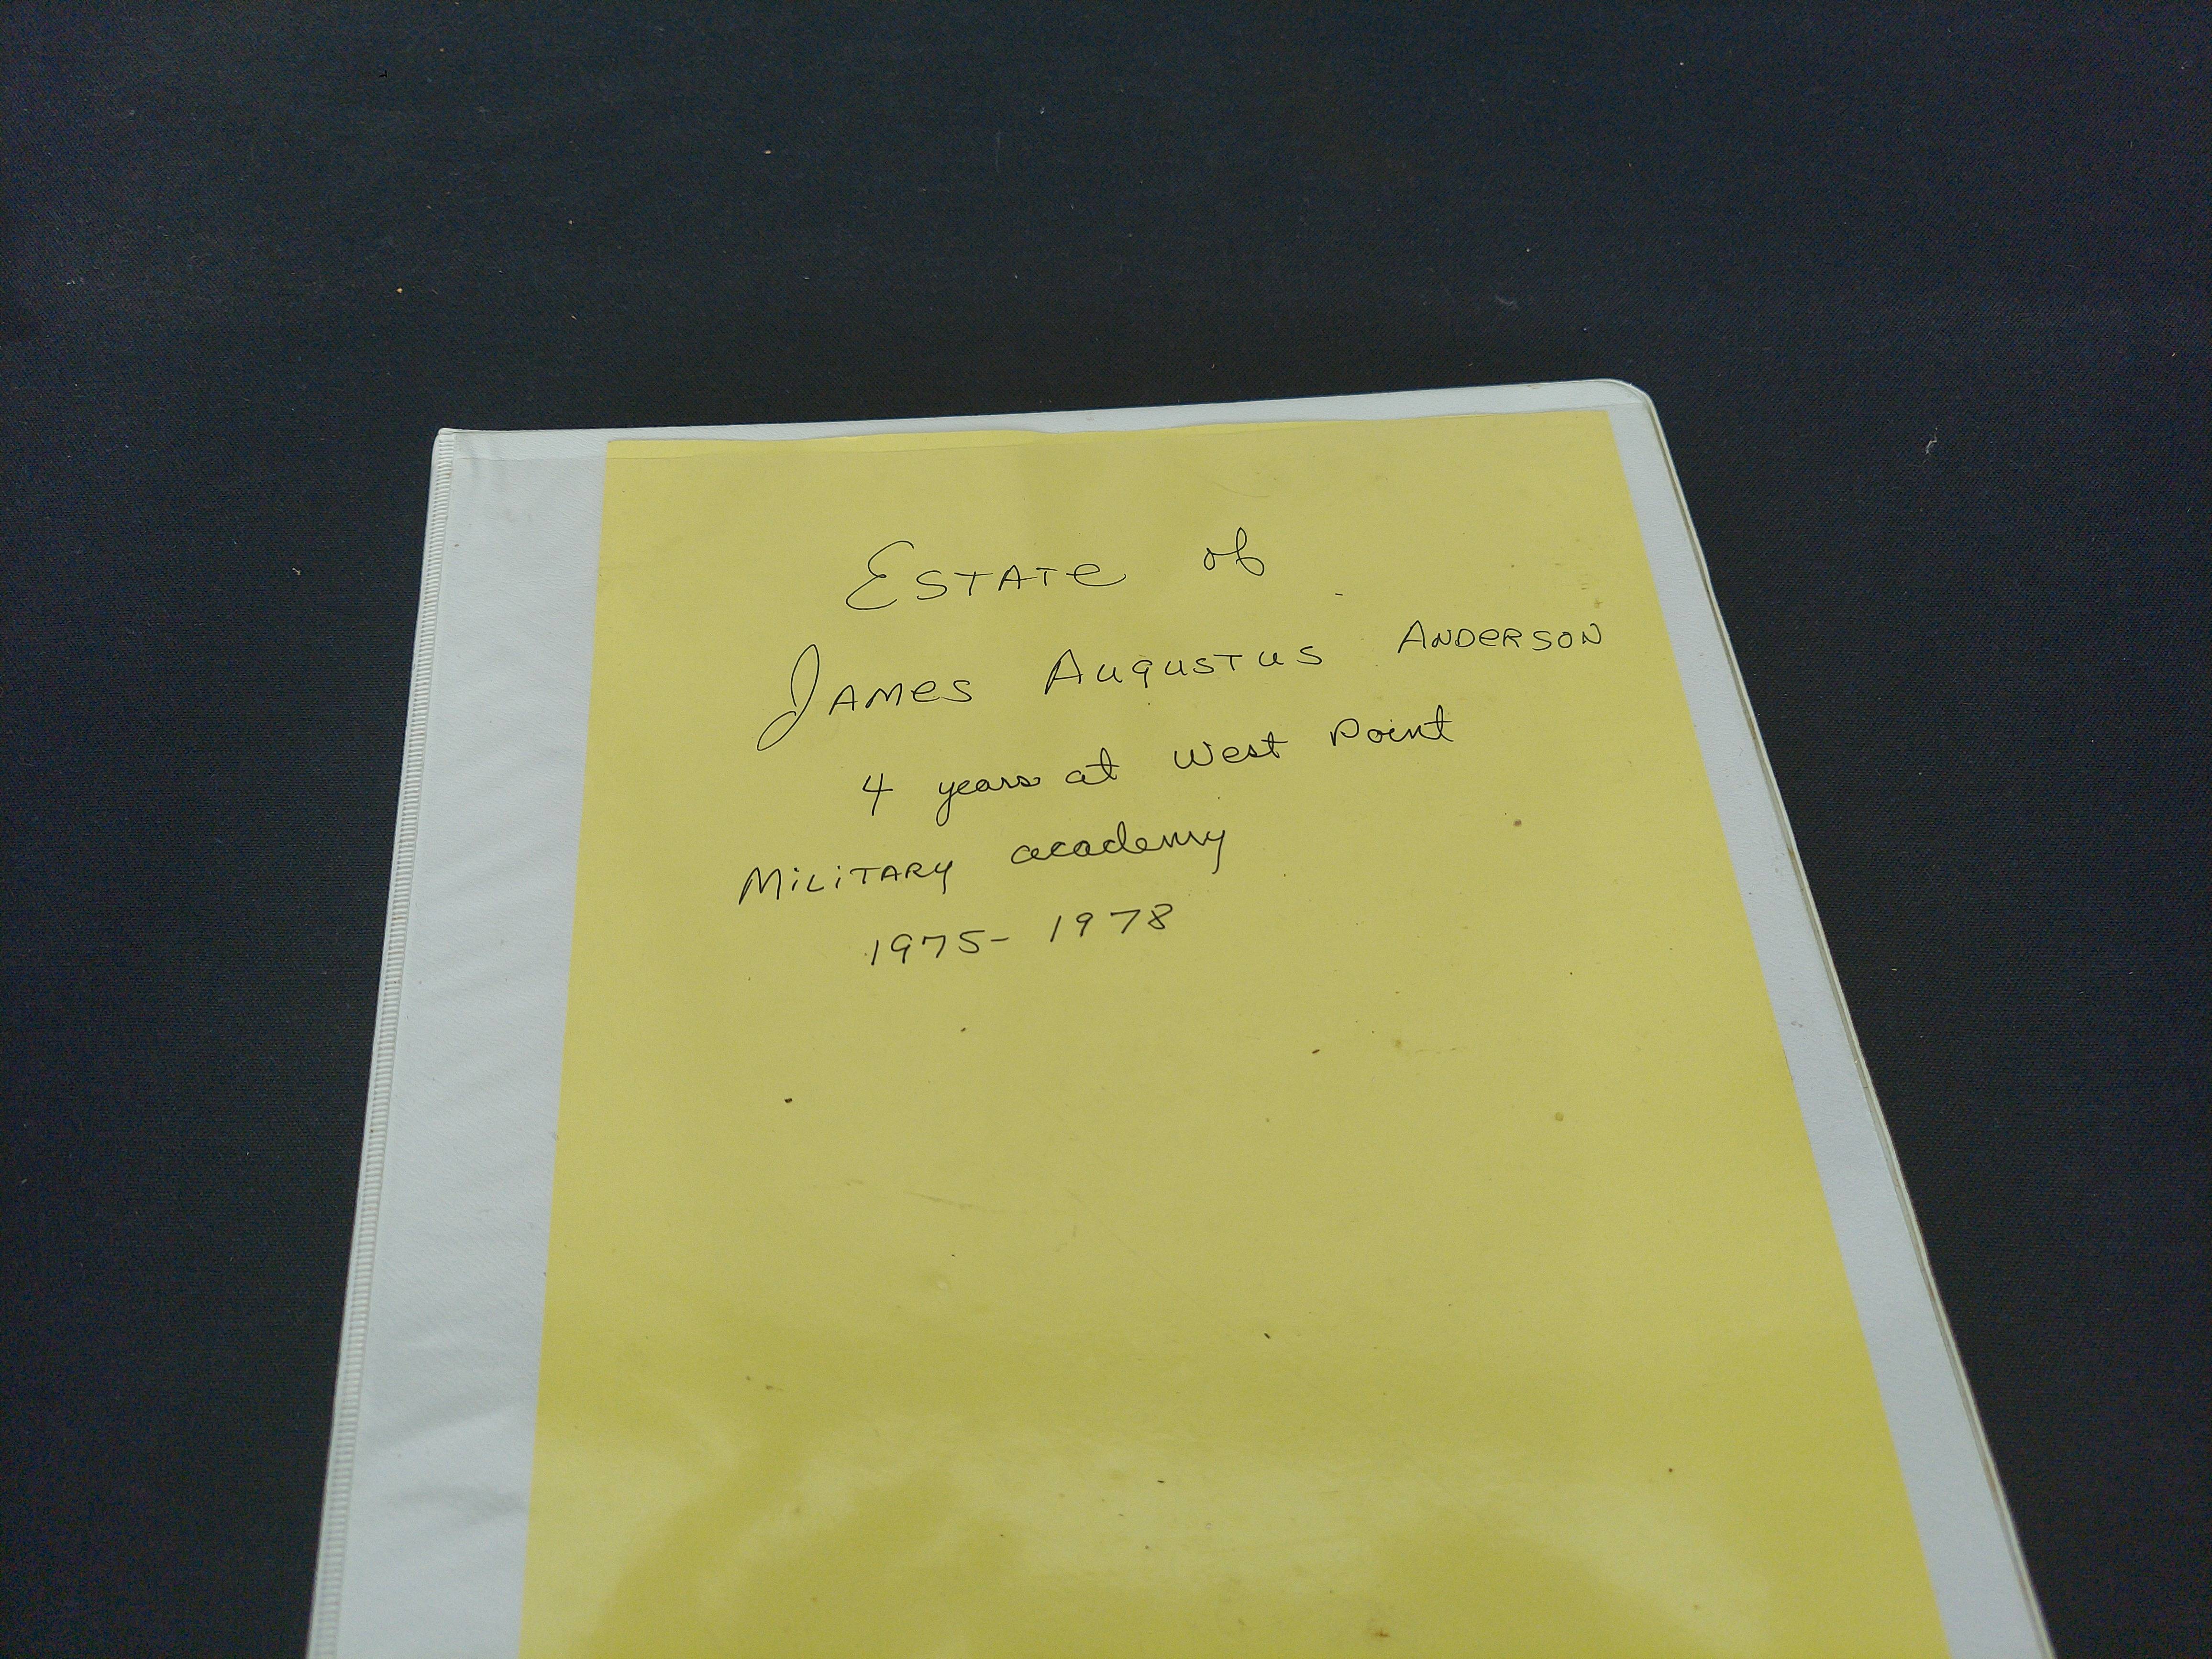 Estate of
James Augustus Anderson
4 years at West Point
Military academy
1975- 1978